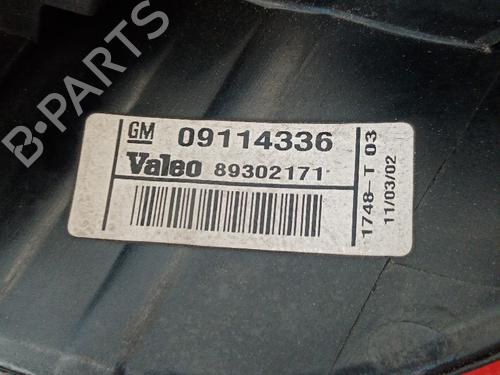 GM 09114336
Valeo 89302171
1748-T 03
11/03/02
B-PARTS